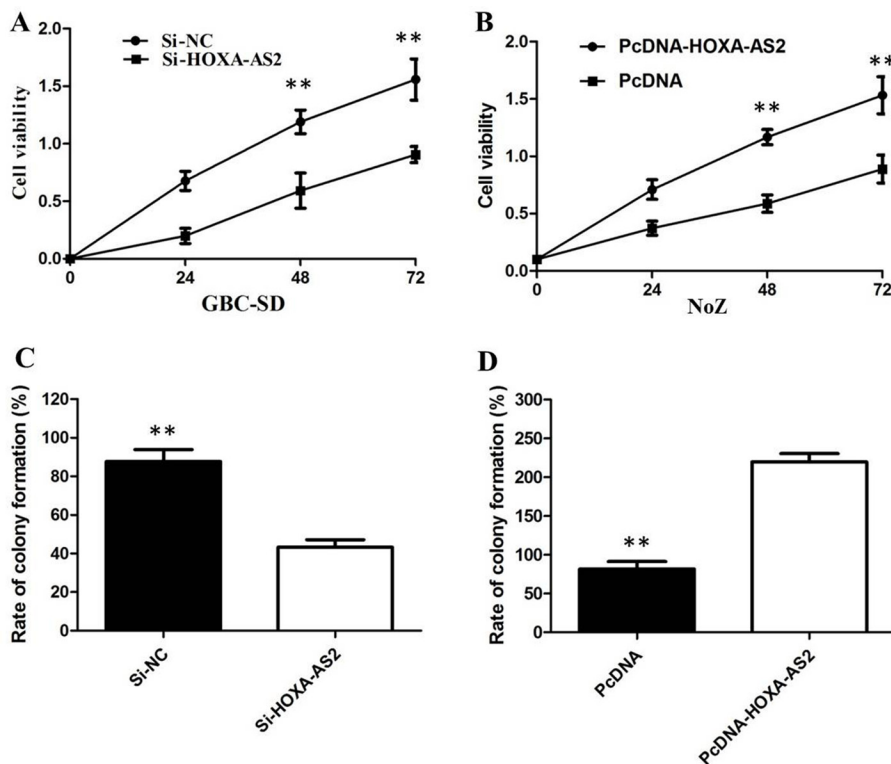 A
Si-NC
Si-HOXA-AS2
**
**
2.0
1.5
1.0
0.5
0.0
Cell viability
0 24 48 72
GBC-SD
B
PcDNA-HOXA-AS2
PcDNA
**
**
2.0
1.5
1.0
0.5
0.0
Cell viability
0 24 48 72
NoZ
C
120
100
80
60
40
20
0
Rate of colony formation (%)
**
Si-NC
Si-HOXA-AS2
D
300
250
200
150
100
50
0
Rate of colony formation (%)
**
PcDNA
PcDNA-HOXA-AS2